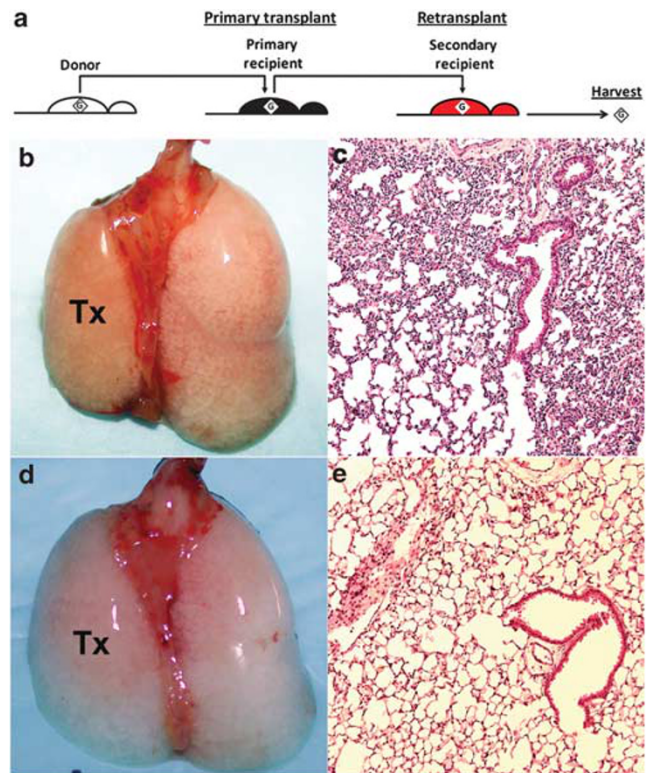 a
Primary transplant
Retransplant
Donor
Primary
recipient
Secondary
recipient
Harvest
G
G
G
G
b
Tx
c
d
Tx
e